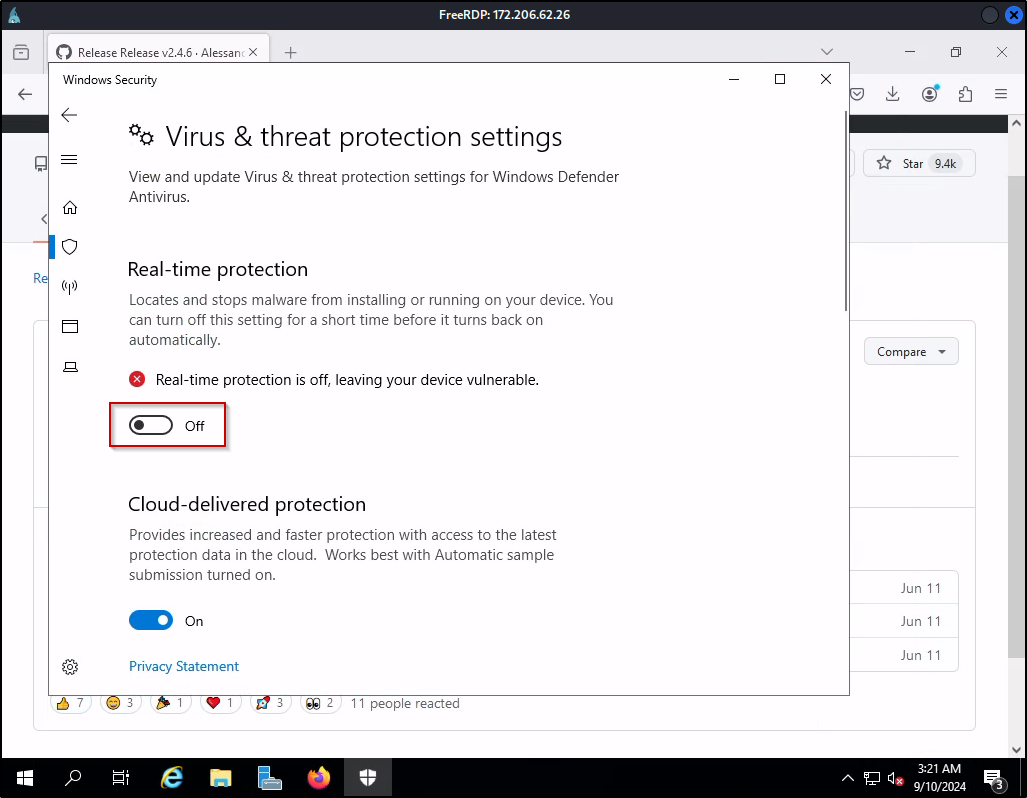 FreeRDP: 172.206.62.26
Release Release v2.4.6 · Alessand
Windows Security
Virus & threat protection settings
View and update Virus & threat protection settings for Windows Defender
Antivirus.
Star 9.4k
Re
Real-time protection
Locates and stops malware from installing or running on your device. You
can turn off this setting for a short time before it turns back on
automatically.
Compare
Real-time protection is off, leaving your device vulnerable.
Off
Cloud-delivered protection
Provides increased and faster protection with access to the latest
protection data in the cloud. Works best with Automatic sample
submission turned on.
Jun 11
Jun 11
On
Jun 11
Privacy Statement
7 3 1 1 3 2 11 people reacted
3:21 AM
9/10/2024
3